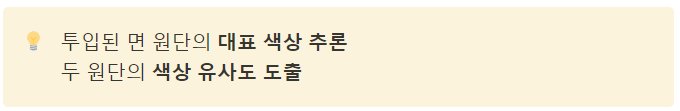 투입된 면 원단의 대표 색상 추론
두 원단의 색상 유사도 도출